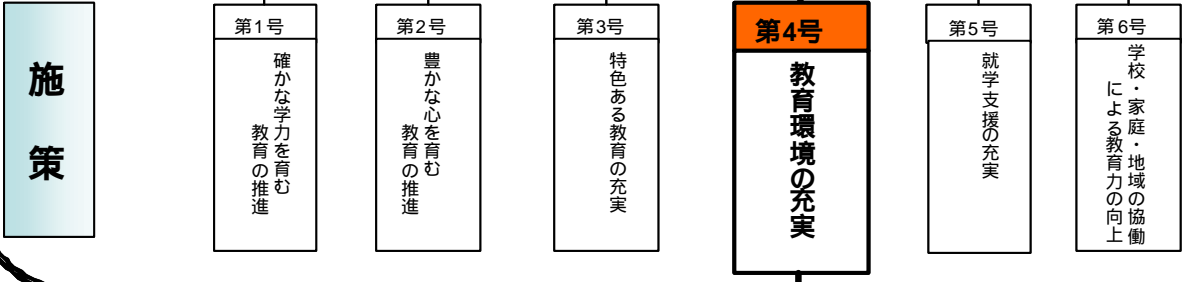 施策
第1号
確かな学力を育む
教育の推進
第2号
豊かな心を育む
教育の推進
第3号
特色ある教育の充実
第4号
教育環境の充実
第5号
就学支援の充実
第6号
学校・家庭・地域の協働
による教育力の向上